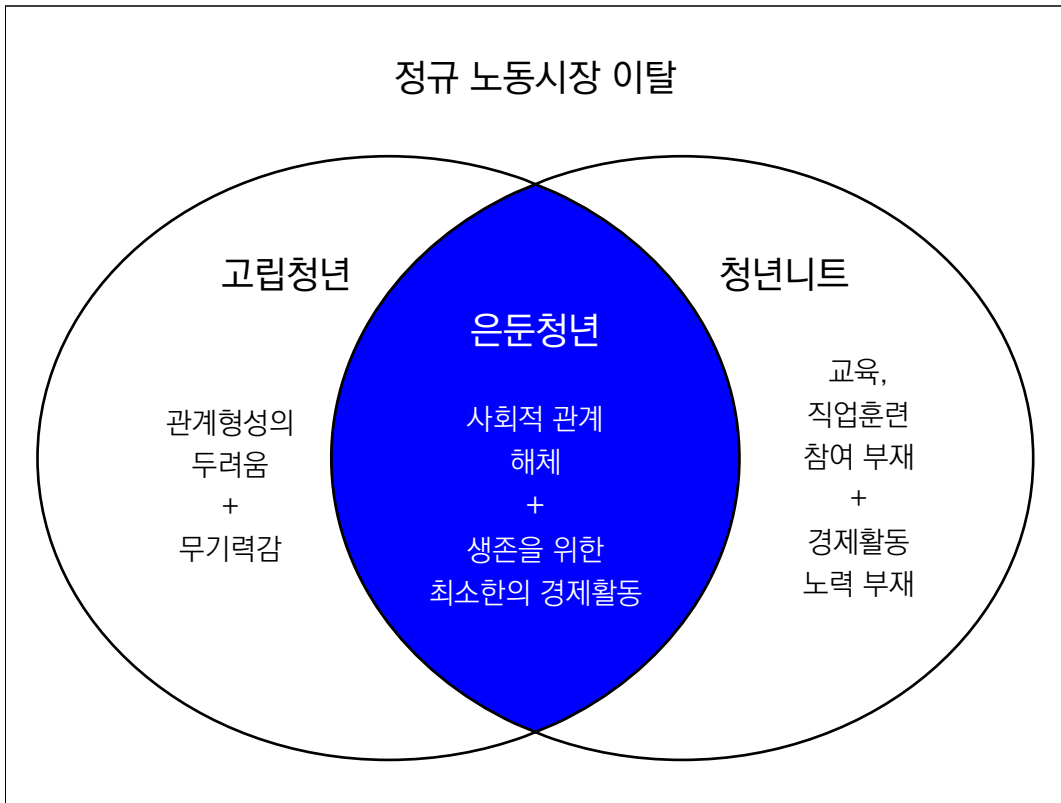 정규 노동시장 이탈
고립청년
관계형성의
두려움
+
무기력감
은둔청년
사회적 관계
해체
+
생존을 위한
최소한의 경제활동
청년니트
교육,
직업훈련
참여 부재
+
경제활동
노력 부재